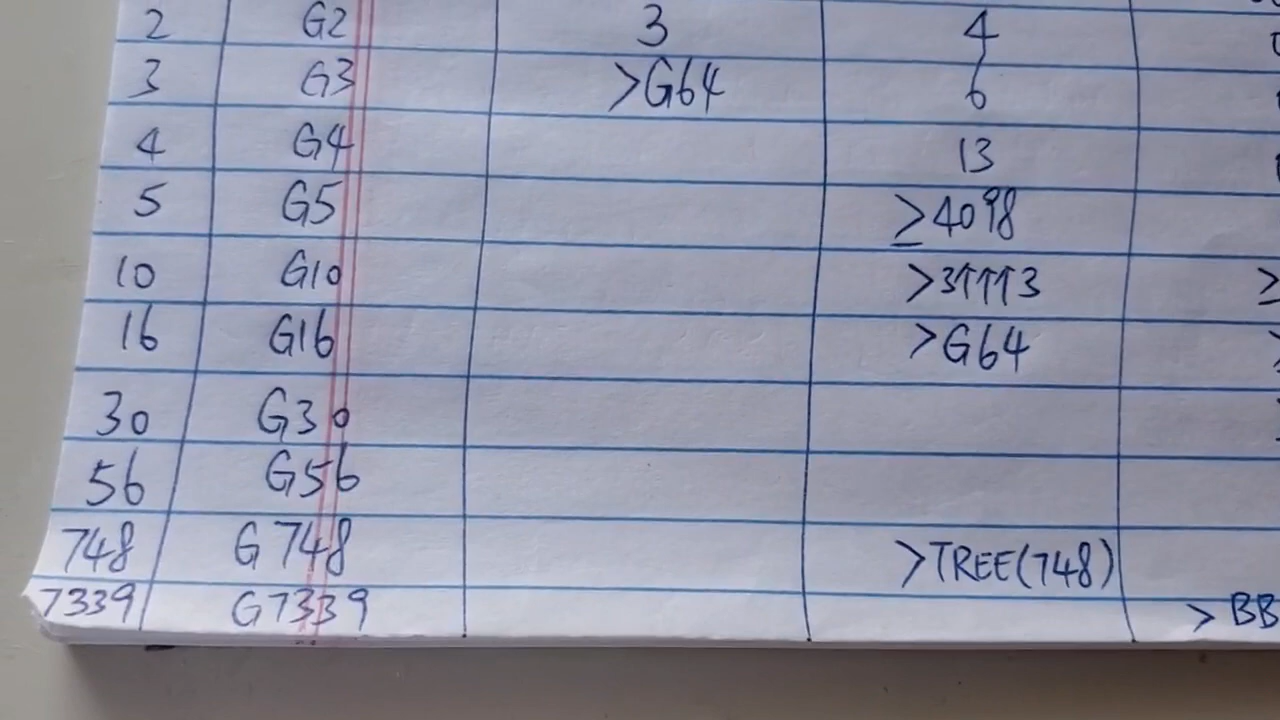 2 G2 3 4
3 G3 >G64 6
4 G4 13
5 G5 ≥4098
10 G10 >3↑↑↑3 ≥
16 G16 >G64 >
30 G30
56 G56
748 G748 >TREE(748)
7339 G7339 > BB